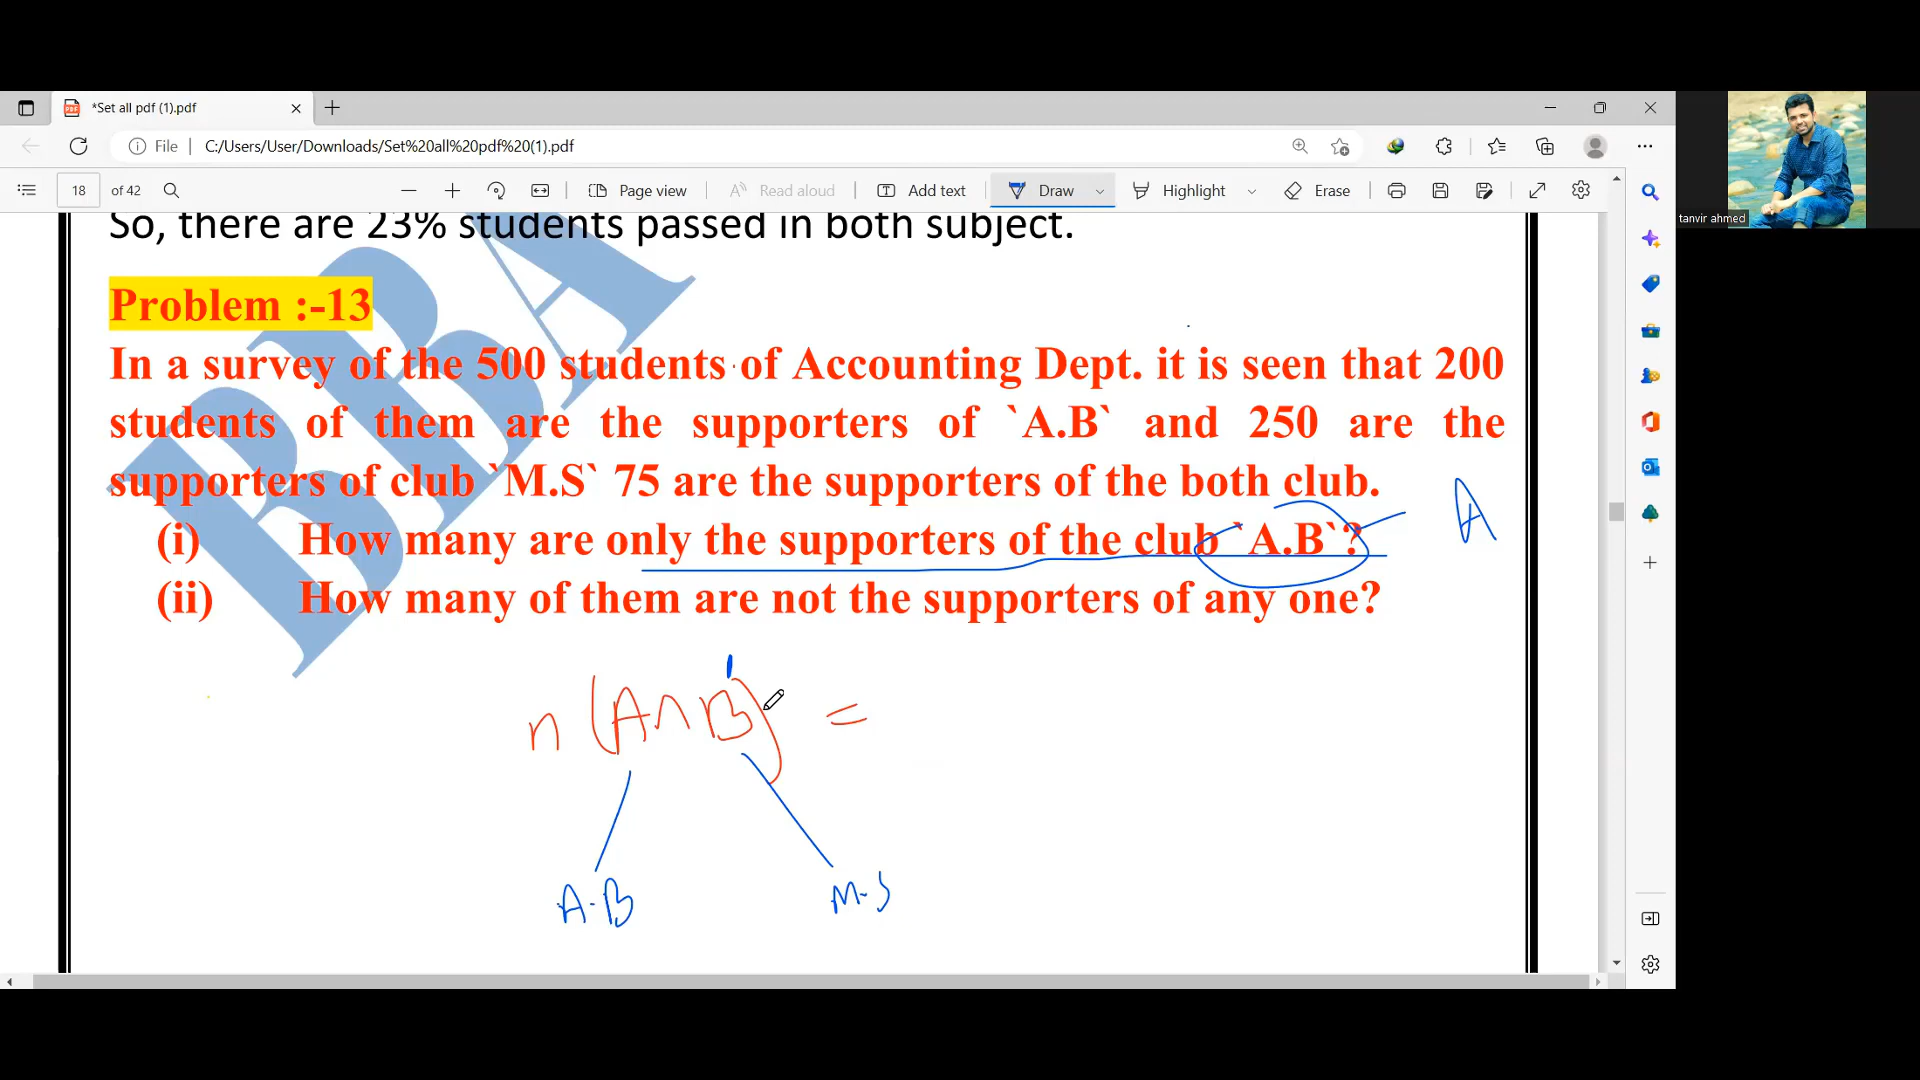 *Set all pdf (1).pdf
File C:/Users/User/Downloads/Set%20all%20pdf%20(1).pdf
18 of 42 Page view Read aloud Add text Draw Highlight Erase
tanvir ahmed
So, there are 23% students passed in both subject.
Problem :-13
In a survey of the 500 students of Accounting Dept. it is seen that 200
students of them are the supporters of `A.B` and 250 are the
supporters of club `M.S` 75 are the supporters of the both club.
A
(i) How many are only the supporters of the club `A.B`?
(ii) How many of them are not the supporters of any one?
n (A∩B') =
A.B M.S
BBA